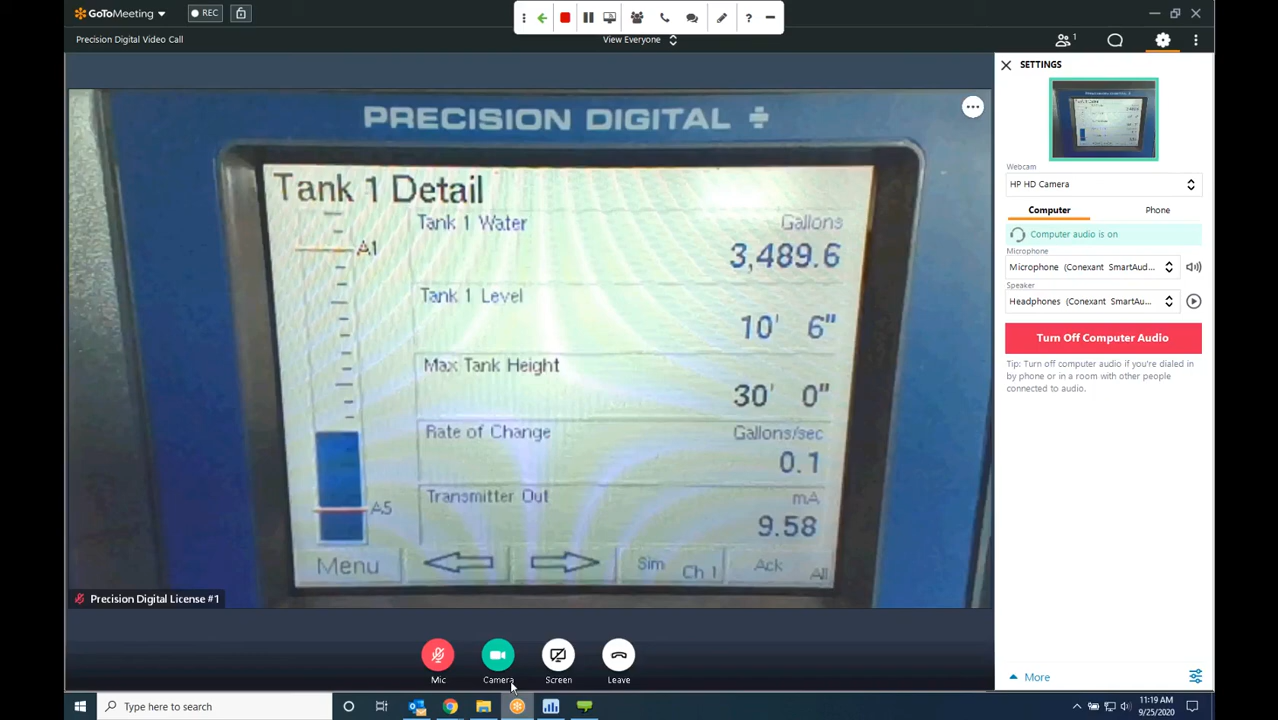 GoToMeeting
REC
Precision Digital Video Call
View Everyone
1
PRECISION DIGITAL
Tank 1 Detail
Tank 1 Water
Gallons
3,489.6
A1
Tank 1 Level
10' 6"
Max Tank Height
30' 0"
Rate of Change
Gallons/sec
0.1
Transmitter Out
mA
9.58
A5
Menu
Sim
Ch 1
Ack
All
Precision Digital License #1
Mic
Camera
Screen
Leave
SETTINGS
Webcam
HP HD Camera
Computer
Phone
Computer audio is on
Microphone
Microphone (Conexant SmartAud...
Speaker
Headphones (Conexant SmartAu...
Turn Off Computer Audio
Tip: Turn off computer audio if you're dialed in
by phone or in a room with other people
connected to audio.
More
Type here to search
11:19 AM
9/25/2020